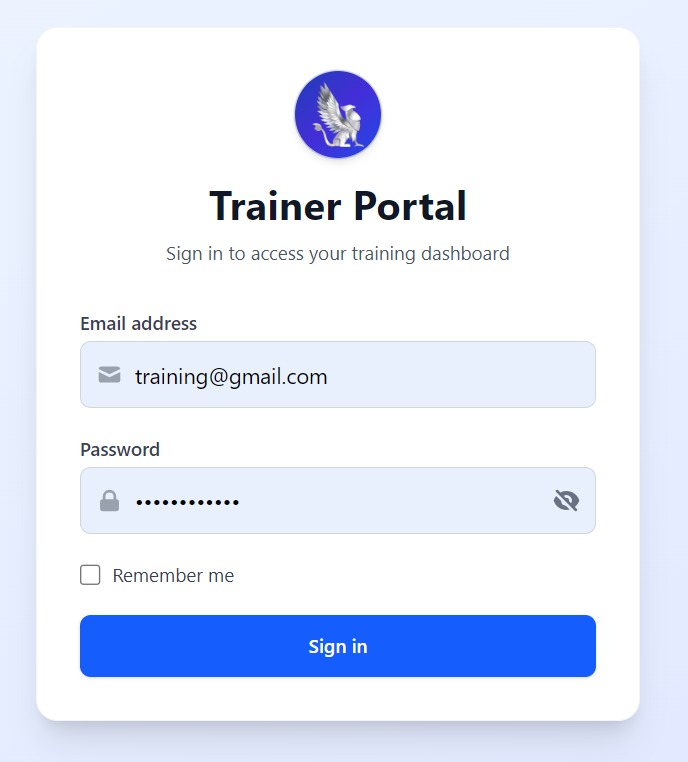 Trainer Portal
Sign in to access your training dashboard
Email address
training@gmail.com
Password
••••••••••••
Remember me
Sign in